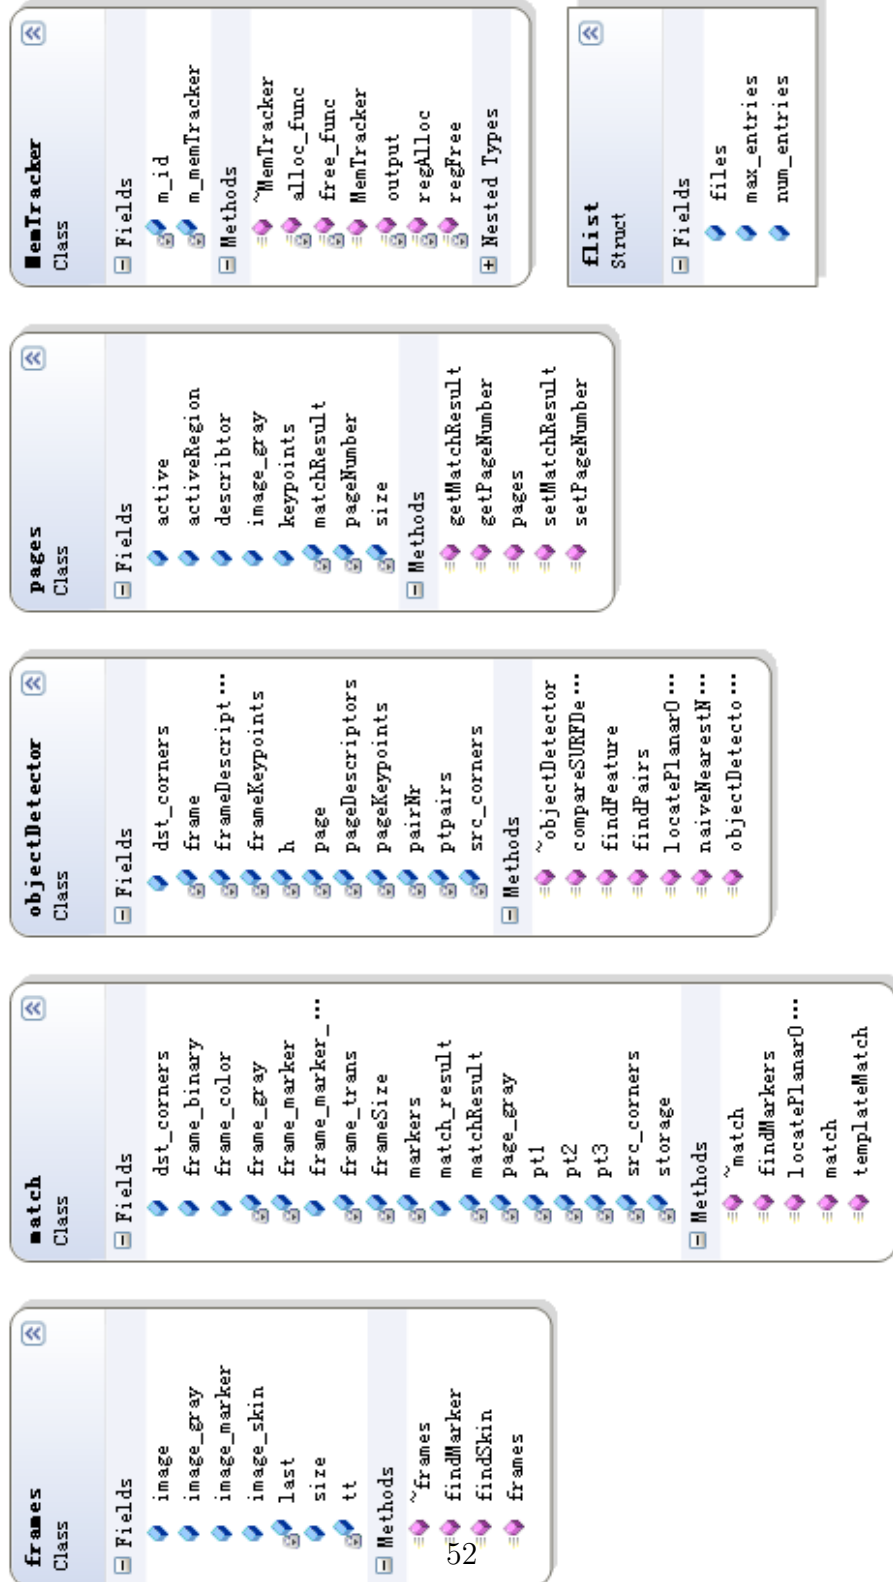 frames
Class
Fields
image
image_gray
image_marker
image_skin
last
size
tt
Methods
~frames
findMarker
findSkin
frames
match
Class
Fields
dst_corners
frame_binary
frame_color
frame_gray
frame_marker
frame_marker_...
frame_trans
frameSize
markers
match_result
matchResult
page_gray
pt1
pt2
pt3
src_corners
storage
Methods
~match
findMarkers
locatePlanarO...
match
templateMatch
objectDetector
Class
Fields
dst_corners
frame
frameDescript...
frameKeypoints
h
page
pageDescriptors
pageKeypoints
pairNr
ptpairs
src_corners
Methods
~objectDetector
compareSURFDe...
findFeature
findPairs
locatePlanarO...
naiveNearestN...
objectDetecto...
pages
Class
Fields
active
activeRegion
describtor
image_gray
keypoints
matchResult
pageNumber
size
Methods
getMatchResult
getPageNumber
pages
setMatchResult
setPageNumber
MemTracker
Class
Fields
m_id
m_memTracker
Methods
~MemTracker
alloc_func
free_func
MemTracker
output
regAlloc
regFree
Nested Types
flist
Struct
Fields
files
max_entries
num_entries
52